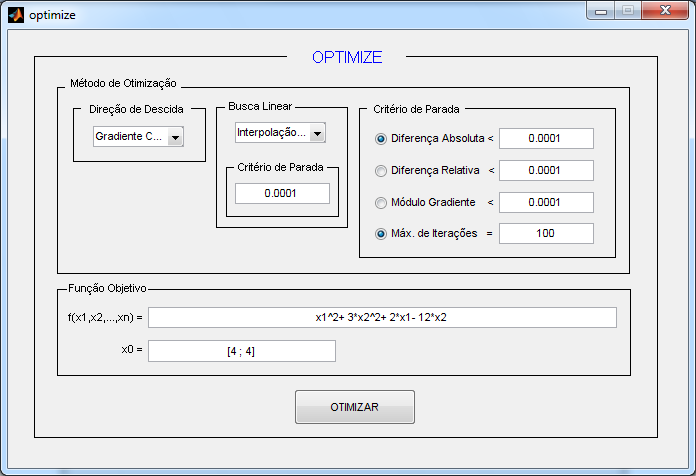 optimize
OPTIMIZE
Método de Otimização
Direção de Descida
Gradiente C...
Busca Linear
Interpolação...
Critério de Parada
0.0001
Critério de Parada
Diferença Absoluta < 0.0001
Diferença Relativa < 0.0001
Módulo Gradiente < 0.0001
Máx. de Iterações = 100
Função Objetivo
f(x1,x2,...,xn) = x1^2+ 3*x2^2+ 2*x1- 12*x2
x0 = [4 ; 4]
OTIMIZAR